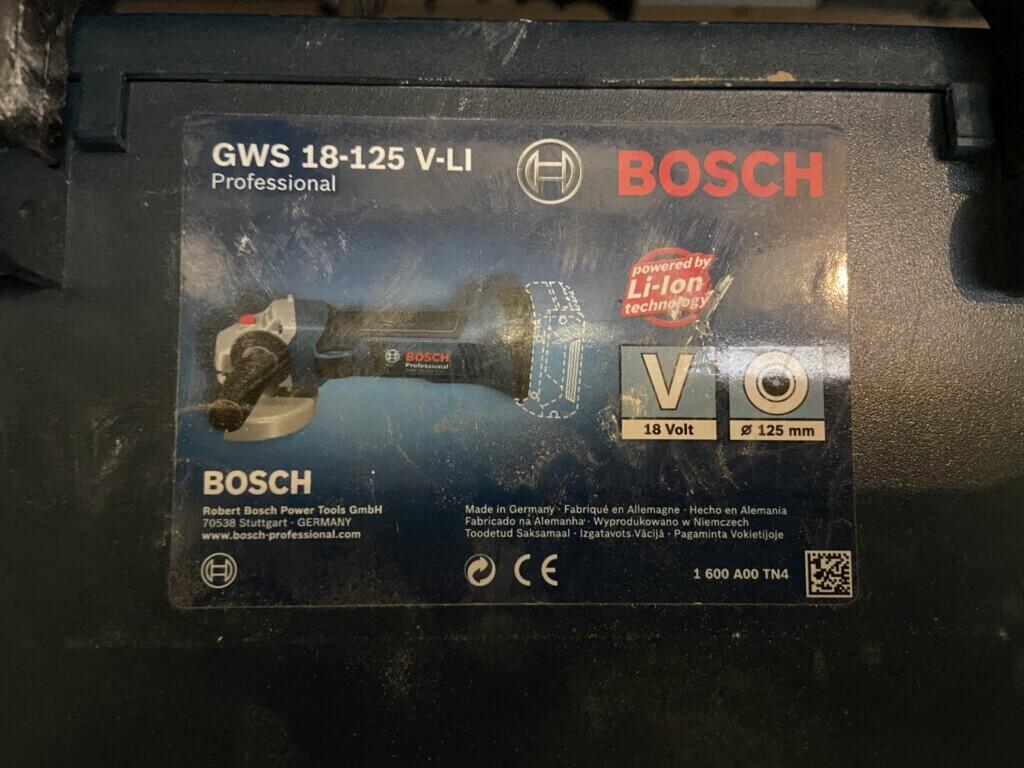 GWS 18-125 V-LI
Professional
BOSCH
powered by
Li-Ion
technology
BOSCH
Professional
V
18 Volt
Ø 125 mm
BOSCH
Robert Bosch Power Tools GmbH
70538 Stuttgart · GERMANY
www.bosch-professional.com
Made in Germany · Fabriqué en Allemagne · Hecho en Alemania
Fabricado na Alemanha · Wyprodukowano w Niemczech
Toodetud Saksamaal · Izgatavots Vācijā · Pagaminta Vokietijoje
CE
1 600 A00 TN4